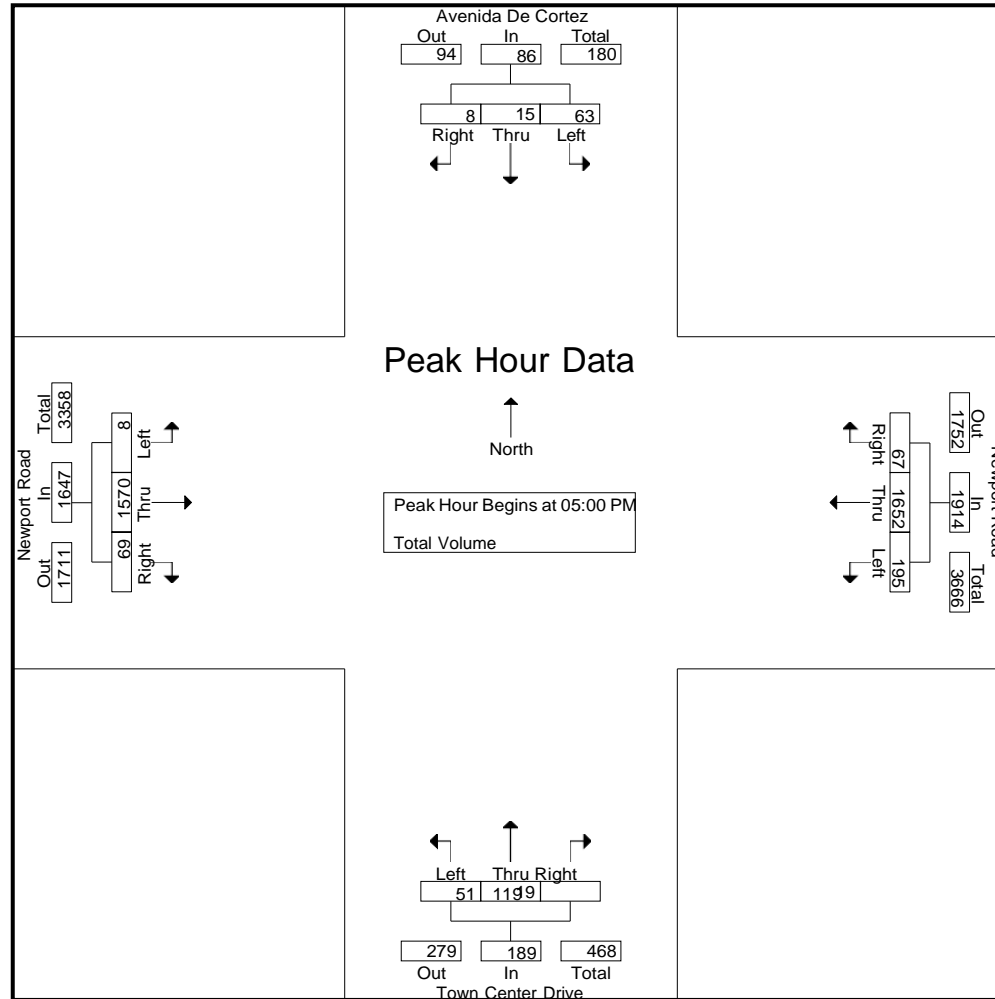 Avenida De Cortez
Out In Total
94 86 180
8 15 63
Right Thru Left
Peak Hour Data
North
Peak Hour Begins at 05:00 PM
Total Volume
Newport Road
Out In Total
1711 1647 3358
69 1570 8
Right Thru Left
Newport Road
Out In Total
1752 1914 3666
67 1652 195
Right Thru Left
Left Thru Right
51 119 19
279 189 468
Out In Total
Town Center Drive